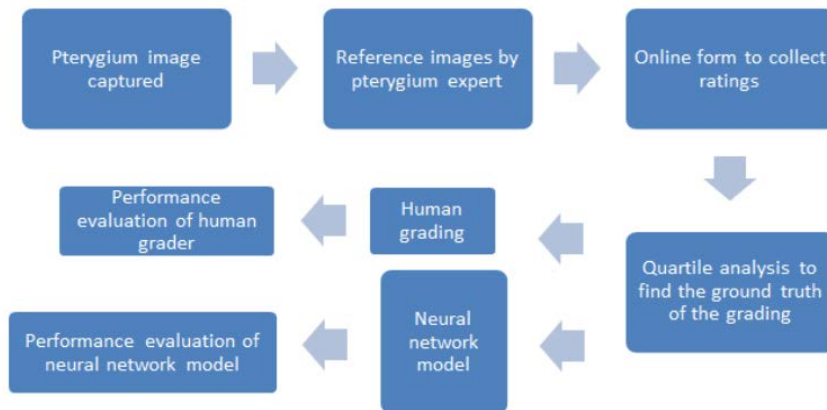 Pterygium image
captured
Reference images by
pterygium expert
Online form to collect
ratings
Quartile analysis to
find the ground truth
of the grading
Human
grading
Performance
evaluation of human
grader
Neural
network
model
Performance evaluation of
neural network model